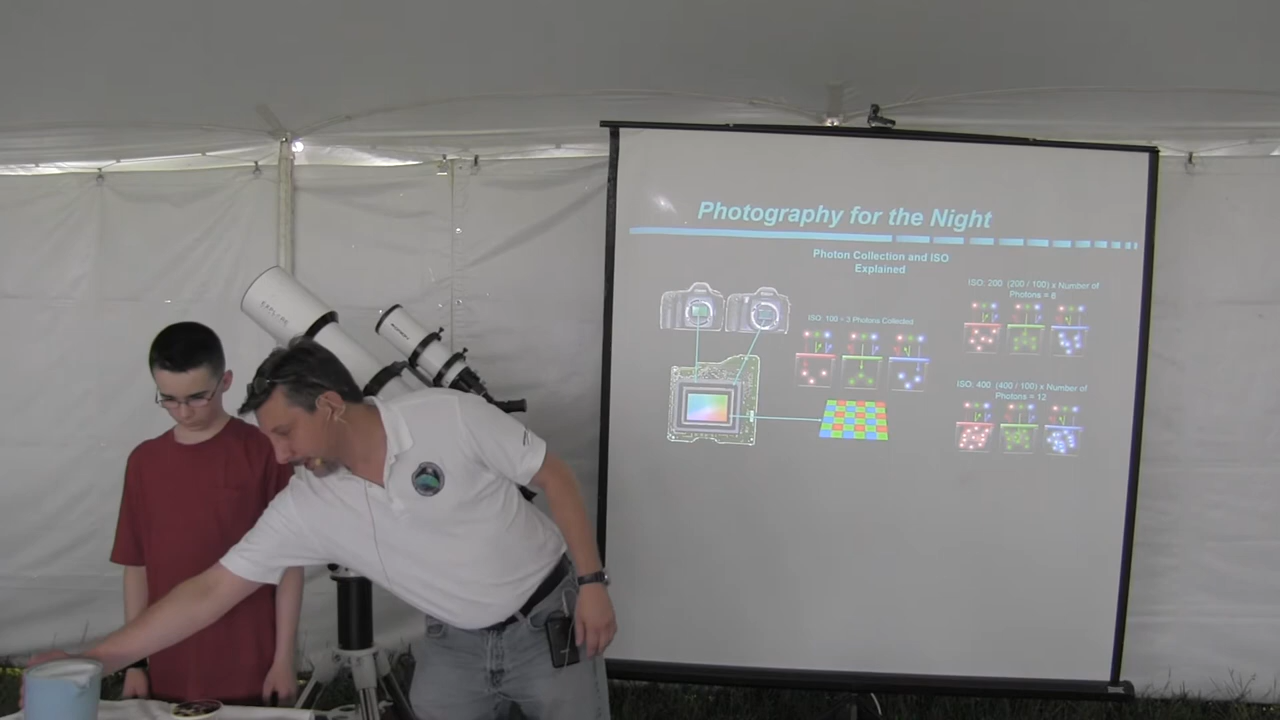 Photography for the Night
Photon Collection and ISO
Explained
ISO: 100 = 3 Photons Collected
ISO: 200 (200 / 100) x Number of
Photons = 6
ISO: 400 (400 / 100) x Number of
Photons = 12